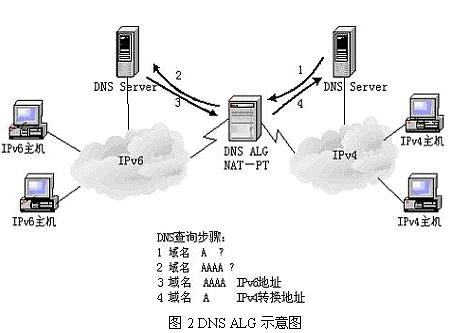 2
1
DNS Server
3
4
DNS Server
IPv6主机
IPv6
DNS ALG
NAT—PT
IPv4
IPv4主机
IPv6主机
IPv4主机
DNS查询步骤:
1 域名 A ?
2 域名 AAAA ?
3 域名 AAAA IPv6地址
4 域名 A IPv4转换地址
图 2 DNS ALG 示意图